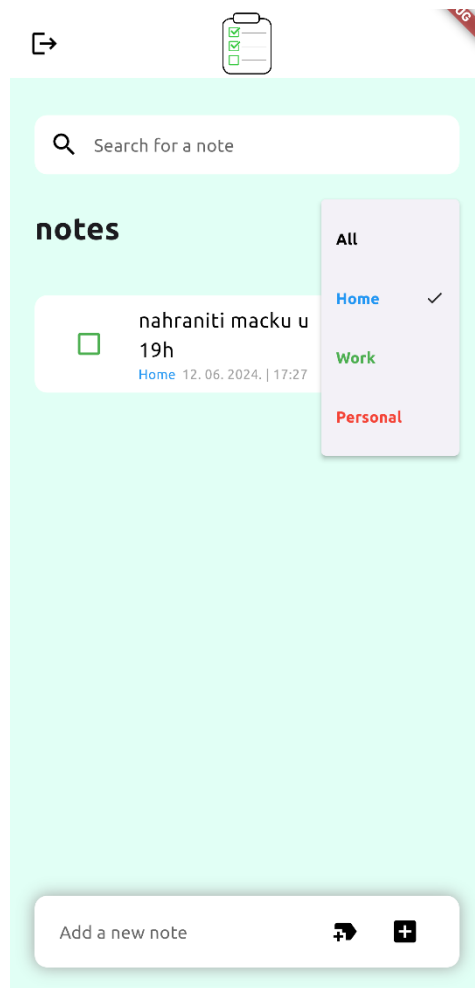 Search for a note
notes
All
Home
Work
Personal
nahraniti macku u
19h
Home 12. 06. 2024. | 17:27
Add a new note